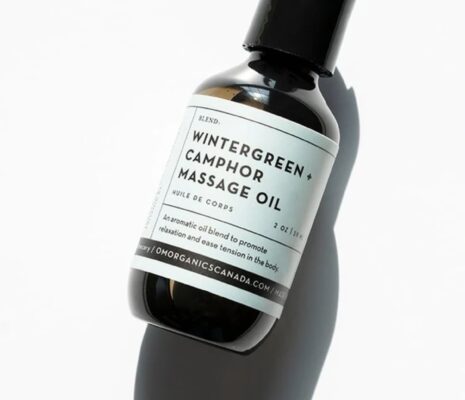 BLEND:
WINTERGREEN +
CAMPHOR
MASSAGE OIL
HUILE DE CORPS
2 OZ |
An aromatic oil blend to promote
relaxation and ease tension in the body.
/ OMORGANICSCANADA.COM /